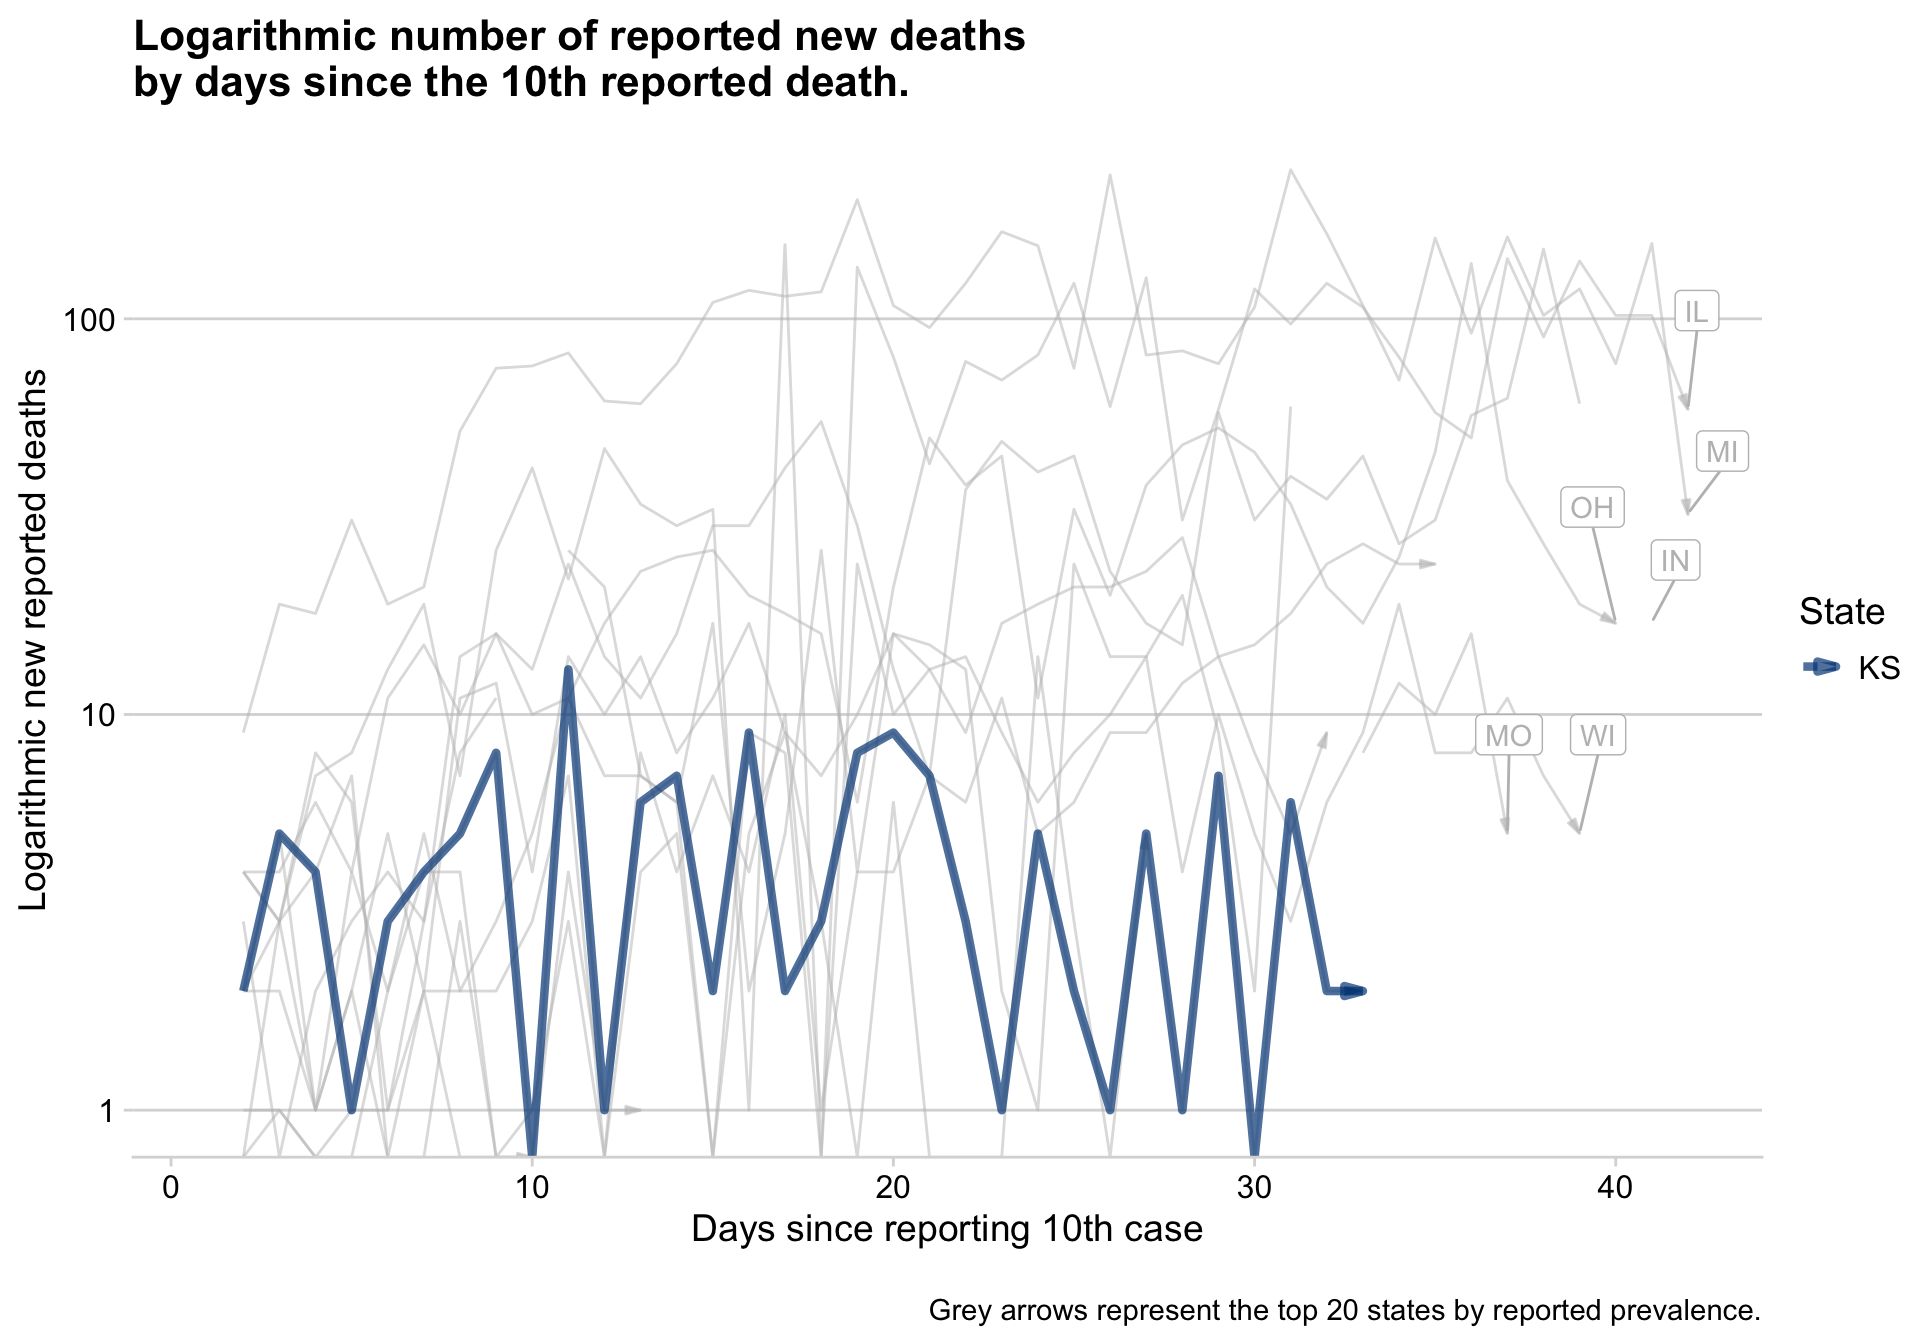 Logarithmic number of reported new deaths
by days since the 10th reported death.
Logarithmic new reported deaths
100
10
1
IL
MI
OH
IN
MO
WI
State
KS
0
10
20
30
40
Days since reporting 10th case
Grey arrows represent the top 20 states by reported prevalence.